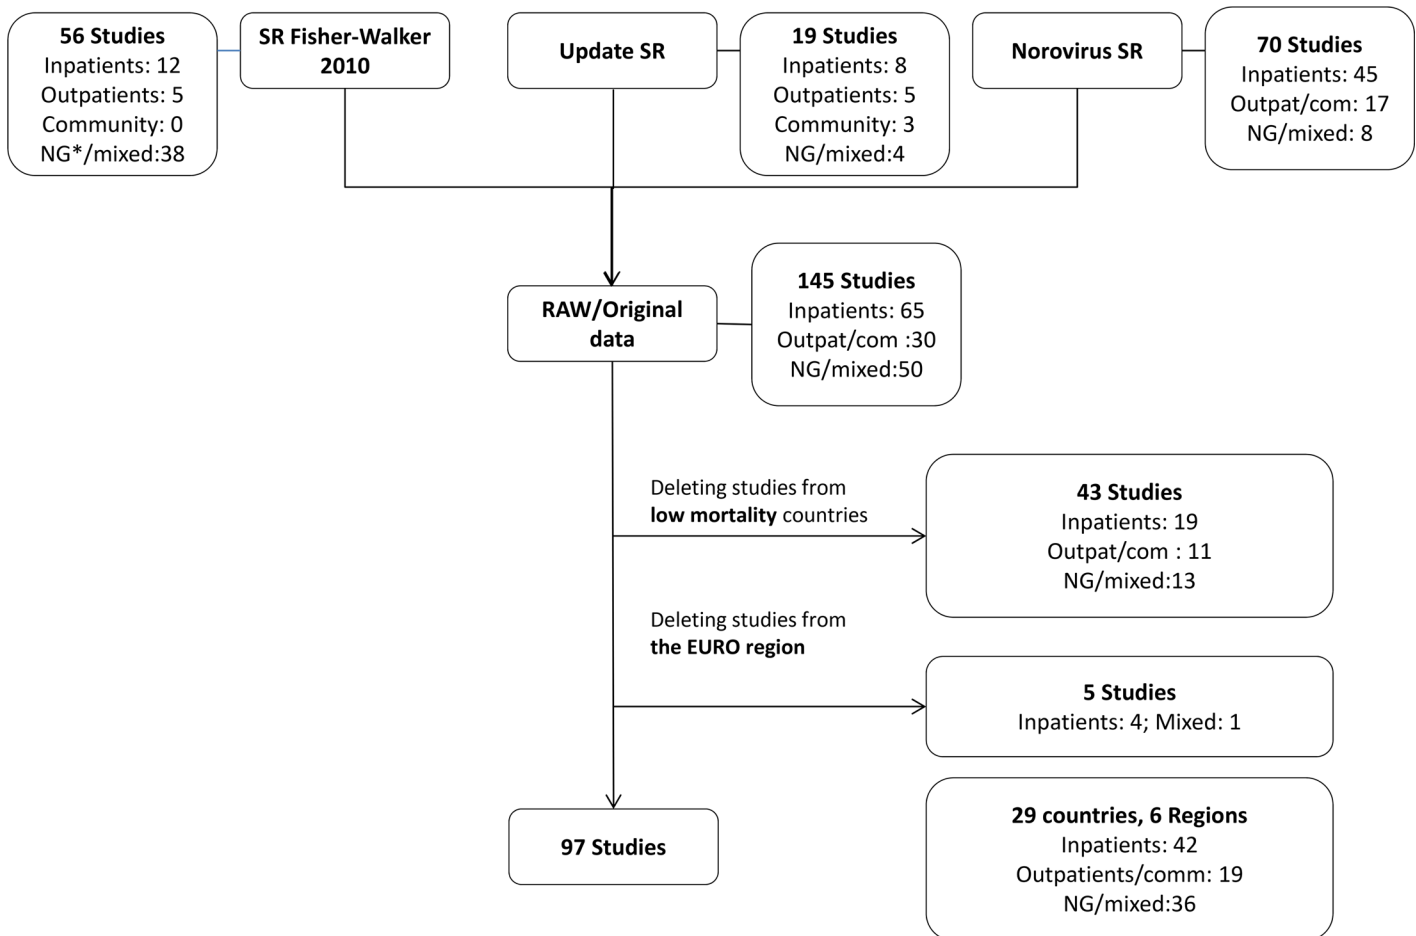 56 Studies
Inpatients: 12
Outpatients: 5
Community: 0
NG*/mixed:38
SR Fisher-Walker
2010
Update SR
19 Studies
Inpatients: 8
Outpatients: 5
Community: 3
NG/mixed:4
Norovirus SR
70 Studies
Inpatients: 45
Outpat/com: 17
NG/mixed: 8
RAW/Original
data
145 Studies
Inpatients: 65
Outpat/com :30
NG/mixed:50
Deleting studies from
low mortality countries
43 Studies
Inpatients: 19
Outpat/com : 11
NG/mixed:13
Deleting studies from
the EURO region
5 Studies
Inpatients: 4; Mixed: 1
97 Studies
29 countries, 6 Regions
Inpatients: 42
Outpatients/comm: 19
NG/mixed:36